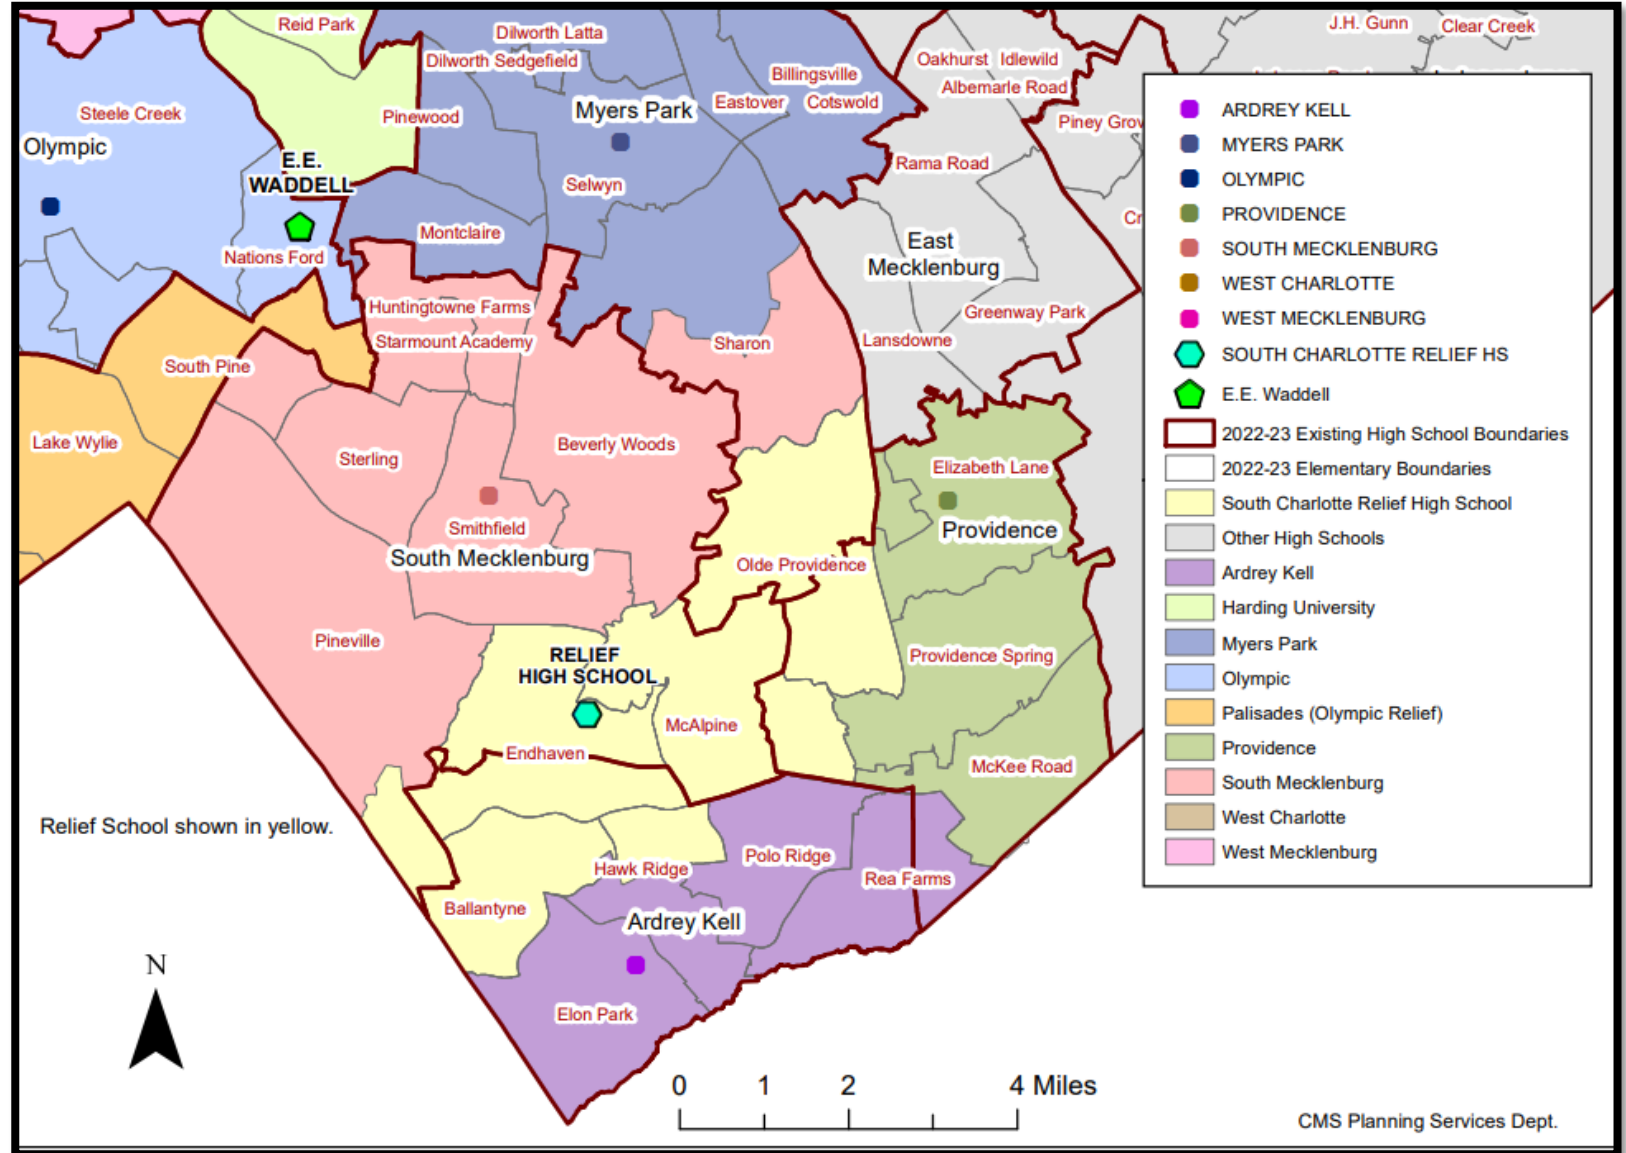 Reid Park
Dilworth Latta
Dilworth Sedgefield
Billingsville
Eastover
Cotswold
Myers Park
Oakhurst
Idlewild
Albemarle Road
J.H. Gunn
Clear Creek
Steele Creek
Olympic
Pinewood
Piney Grov
E.E.
WADDELL
Selwyn
Rama Road
Cr
Nations Ford
Montclaire
East
Mecklenburg
Huntingtowne Farms
Starmount Academy
Sharon
Lansdowne
Greenway Park
South Pine
Lake Wylie
Sterling
Beverly Woods
Elizabeth Lane
Smithfield
South Mecklenburg
Providence
Olde Providence
Pineville
RELIEF
HIGH SCHOOL
Providence Spring
McAlpine
Endhaven
McKee Road
Relief School shown in yellow.
Hawk Ridge
Polo Ridge
Rea Farms
Ballantyne
Ardrey Kell
Elon Park
N
0 1 2 4 Miles
CMS Planning Services Dept.
ARDREY KELL
MYERS PARK
OLYMPIC
PROVIDENCE
SOUTH MECKLENBURG
WEST CHARLOTTE
WEST MECKLENBURG
SOUTH CHARLOTTE RELIEF HS
E.E. Waddell
2022-23 Existing High School Boundaries
2022-23 Elementary Boundaries
South Charlotte Relief High School
Other High Schools
Ardrey Kell
Harding University
Myers Park
Olympic
Palisades (Olympic Relief)
Providence
South Mecklenburg
West Charlotte
West Mecklenburg